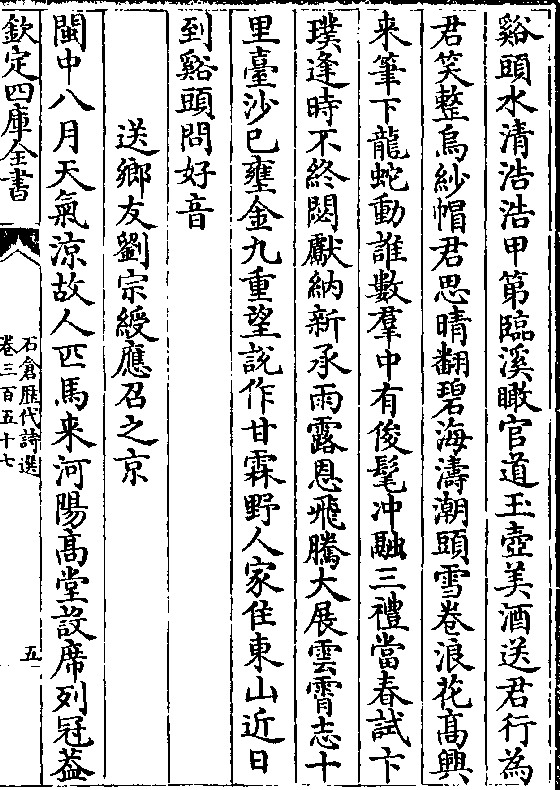 谿頭水清浩浩甲第臨溪瞰官道玉壺美酒送君行為
君笑整烏紗帽君思晴翻碧海濤潮頭雪卷浪花高興
来筆下龍蛇動誰數羣中有俊髦冲融三禮當春試卞
璞逢時不終閟獻納新承雨露恩飛騰大展雲霄志十
里臺沙已壅金九重望說作甘霖野人家住東山近日
到谿頭問好音
送鄉友劉宗綬應召之京
閩中八月天氣涼故人匹馬来河陽高堂設席列冠葢
欽定四庫全書
石倉歷代詩選
卷三百五十七
五